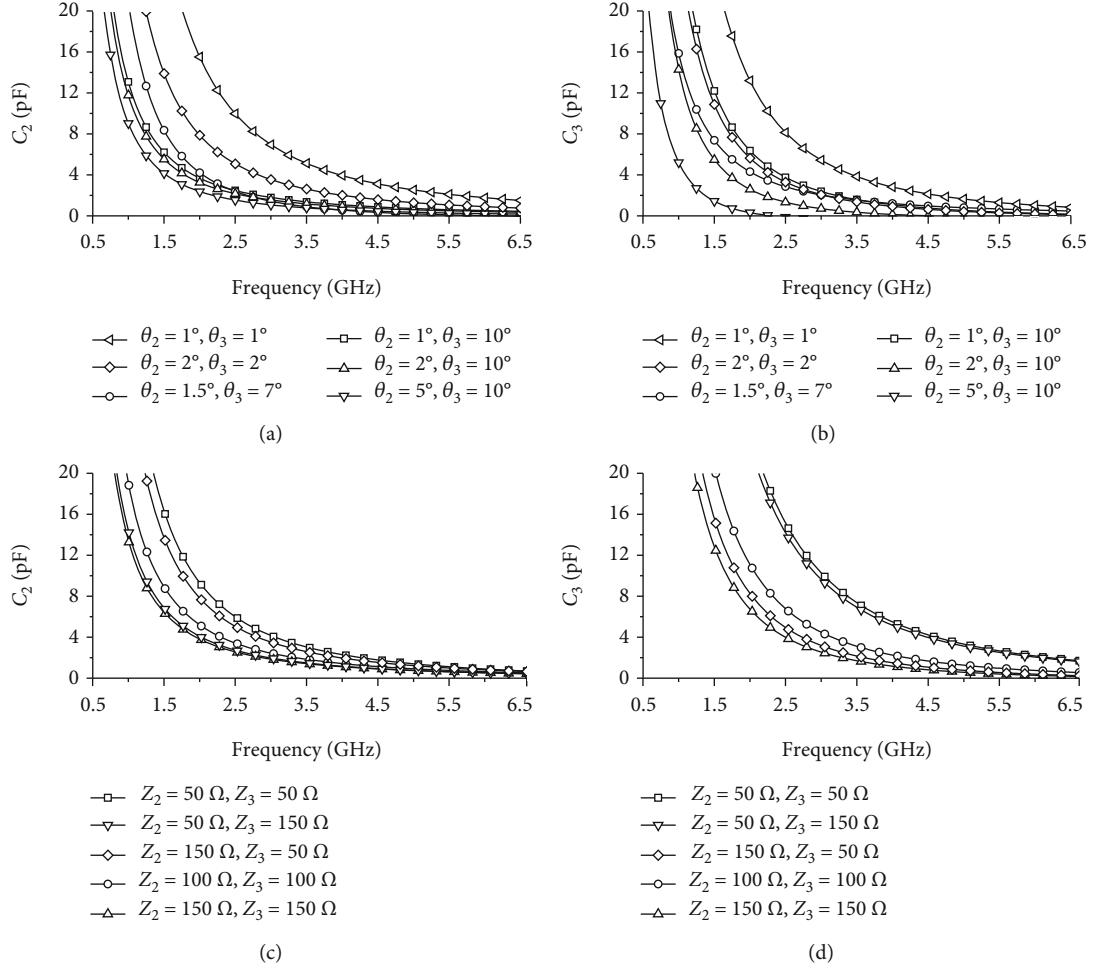 20
16
12
8
4
0
C2 (pF)
0.5 1.5 2.5 3.5 4.5 5.5 6.5
Frequency (GHz)
θ2 = 1°, θ3 = 1°
θ2 = 2°, θ3 = 2°
θ2 = 1.5°, θ3 = 7°
θ2 = 1°, θ3 = 10°
θ2 = 2°, θ3 = 10°
θ2 = 5°, θ3 = 10°
(a)
20
16
12
8
4
0
C3 (pF)
0.5 1.5 2.5 3.5 4.5 5.5 6.5
Frequency (GHz)
θ2 = 1°, θ3 = 1°
θ2 = 2°, θ3 = 2°
θ2 = 1.5°, θ3 = 7°
θ2 = 1°, θ3 = 10°
θ2 = 2°, θ3 = 10°
θ2 = 5°, θ3 = 10°
(b)
20
16
12
8
4
0
C2 (pF)
0.5 1.5 2.5 3.5 4.5 5.5 6.5
Frequency (GHz)
Z2 = 50 Ω, Z3 = 50 Ω
Z2 = 50 Ω, Z3 = 150 Ω
Z2 = 150 Ω, Z3 = 50 Ω
Z2 = 100 Ω, Z3 = 100 Ω
Z2 = 150 Ω, Z3 = 150 Ω
(c)
20
16
12
8
4
0
C3 (pF)
0.5 1.5 2.5 3.5 4.5 5.5 6.5
Frequency (GHz)
Z2 = 50 Ω, Z3 = 50 Ω
Z2 = 50 Ω, Z3 = 150 Ω
Z2 = 150 Ω, Z3 = 50 Ω
Z2 = 100 Ω, Z3 = 100 Ω
Z2 = 150 Ω, Z3 = 150 Ω
(d)